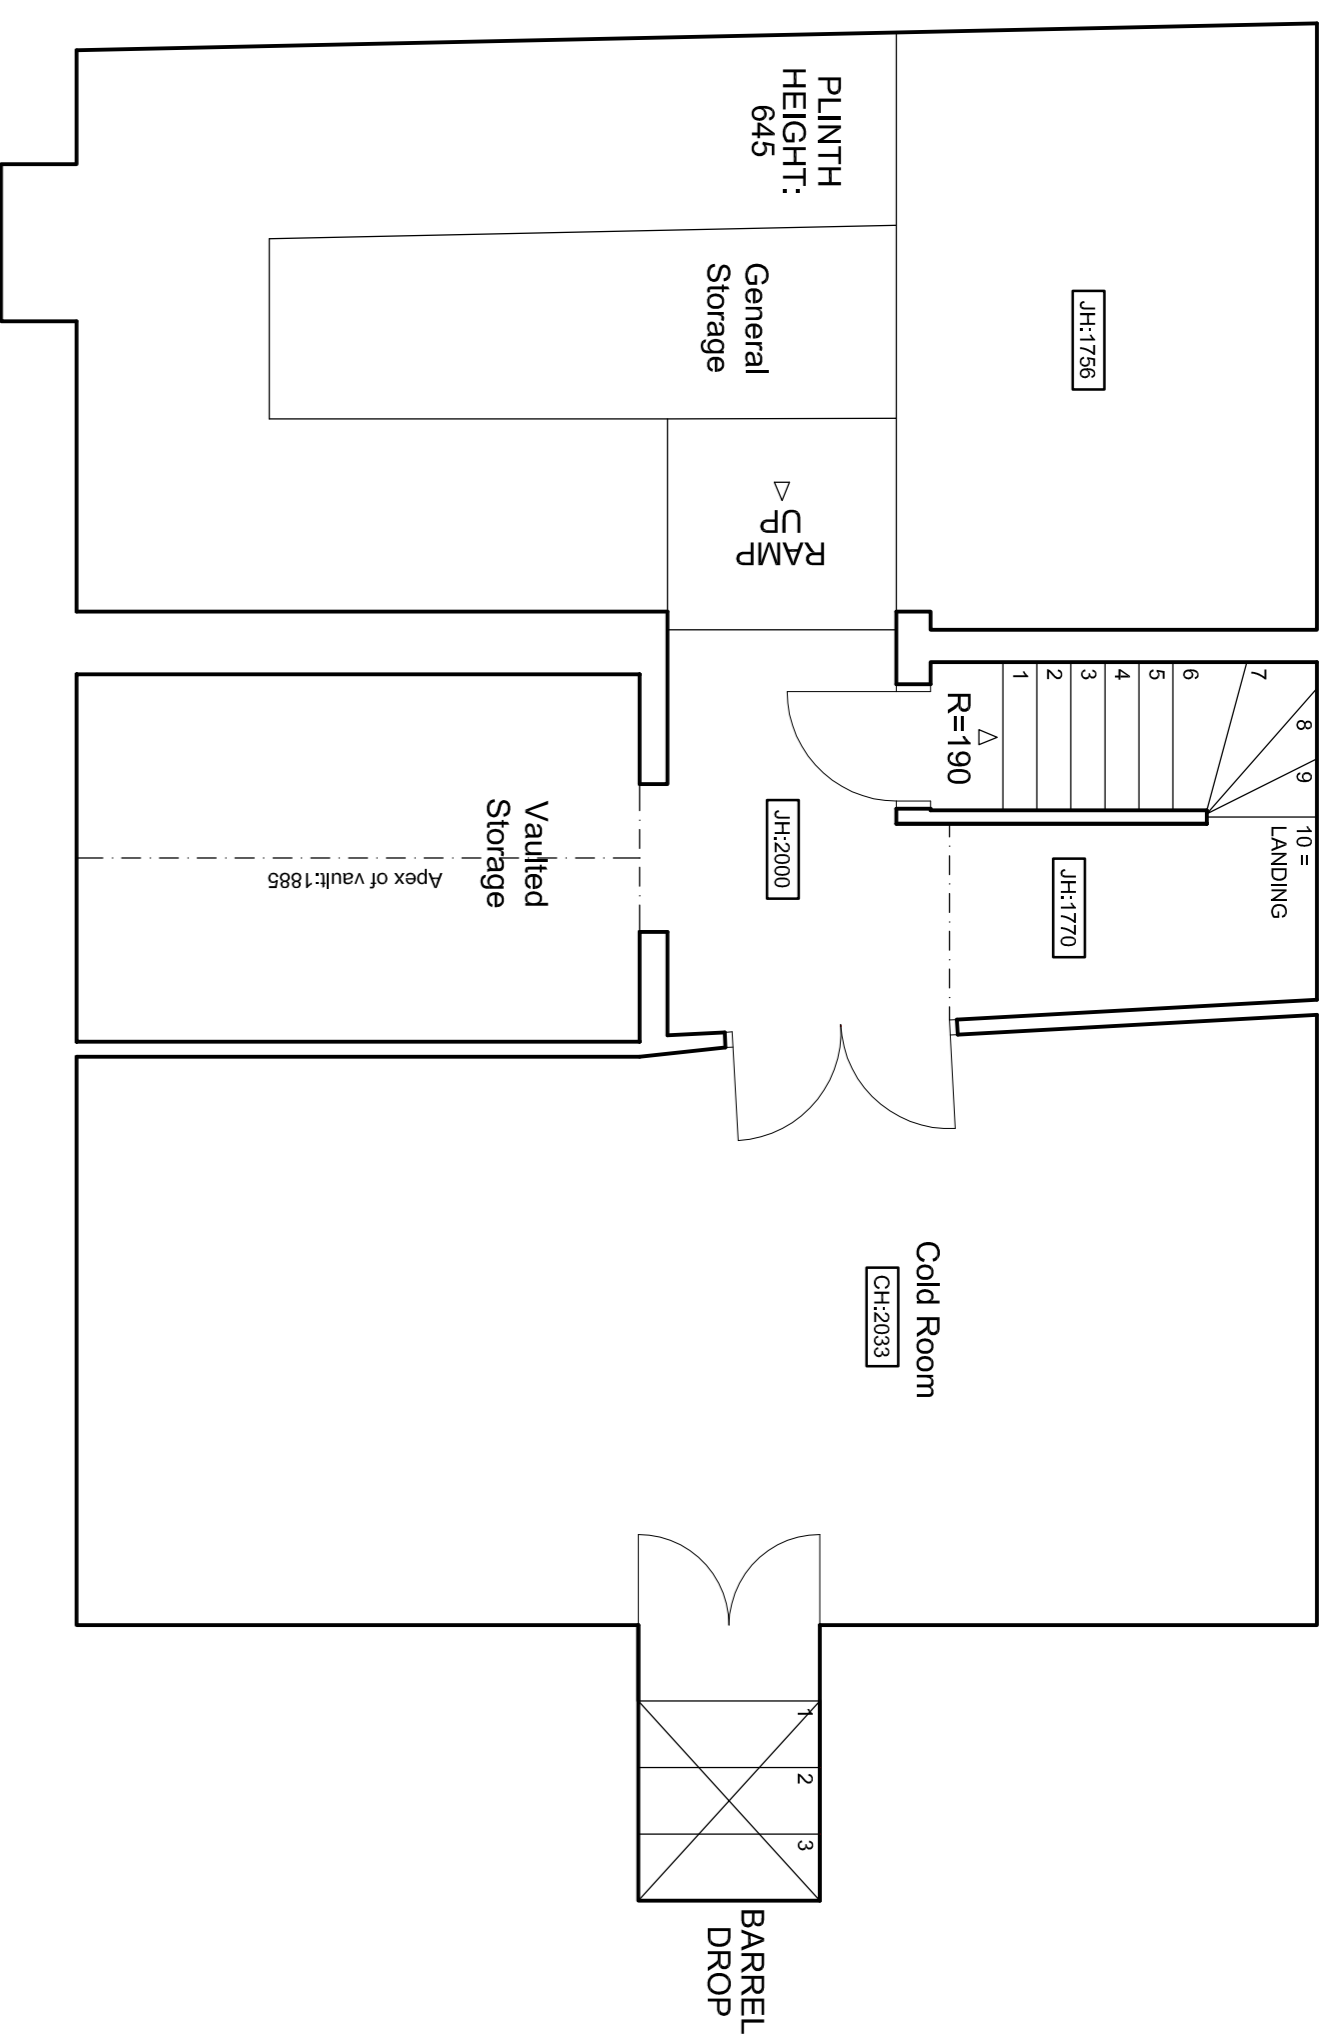 PLINTH
HEIGHT:
645
JH:1756
General
Storage
RAMP
UP
R=190
1
2
3
4
5
6
7
8
9
10 =
LANDING
JH:2000
JH:1770
Vaulted
Storage
Apex of vault:1885
Cold Room
CH:2033
1
2
3
BARREL
DROP